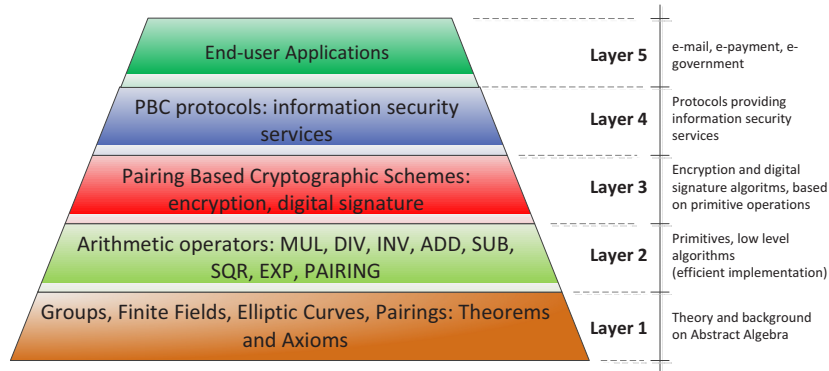 End-user Applications
Layer 5
e-mail, e-payment, e-
government
PBC protocols: information security
services
Layer 4
Protocols providing
information security
services
Pairing Based Cryptographic Schemes:
encryption, digital signature
Layer 3
Encryption and digital
signature algoritms, based
on primitive operations
Arithmetic operators: MUL, DIV, INV, ADD, SUB,
SQR, EXP, PAIRING
Layer 2
Primitives, low level
algorithms
(efficient implementation)
Groups, Finite Fields, Elliptic Curves, Pairings: Theorems
and Axioms
Layer 1
Theory and background
on Abstract Algebra